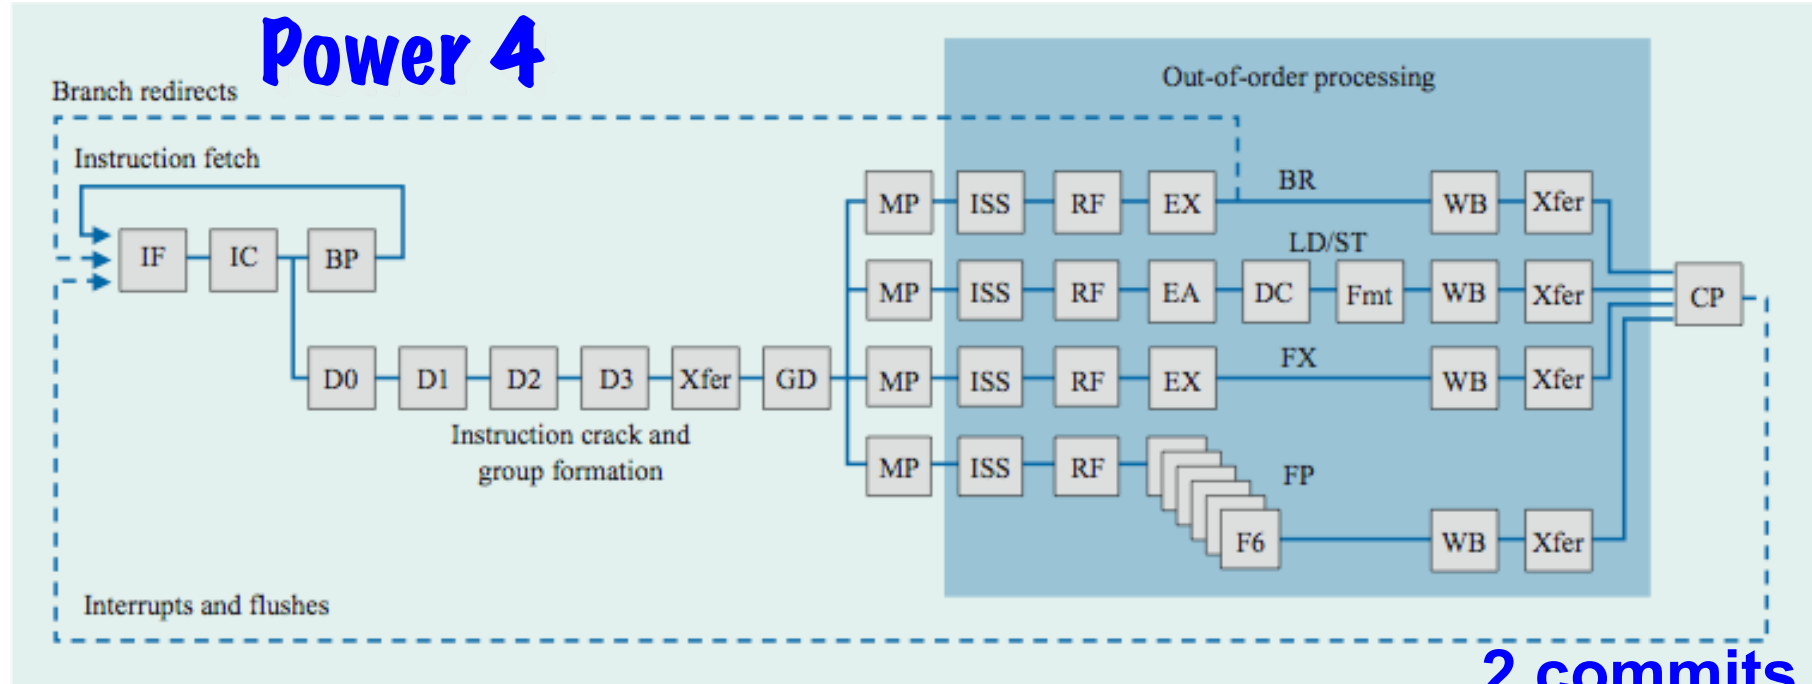 Power 4
Branch redirects
Out-of-order processing
Instruction fetch
IF IC BP
MP ISS RF EX BR WB Xfer
LD/ST
MP ISS RF EA DC Fmt WB Xfer CP
D0 D1 D2 D3 Xfer GD MP ISS RF EX FX WB Xfer
Instruction crack and
group formation
MP ISS RF FP
F6 WB Xfer
Interrupts and flushes
2 commits